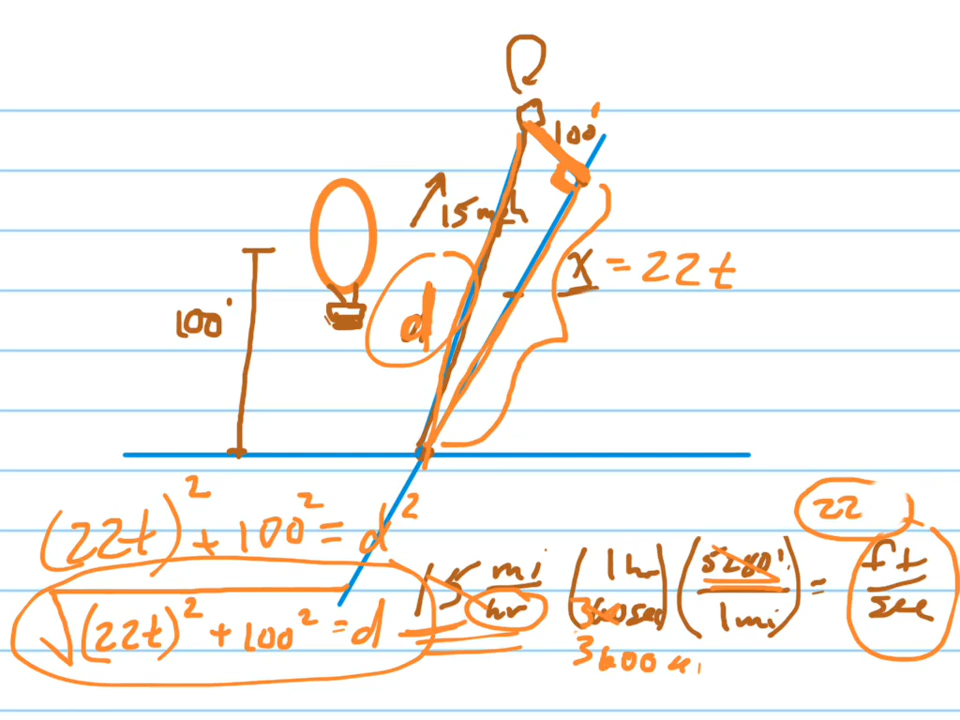 100'
15 mph
x = 22t
d
100'
(22t)² + 100² = d²
√(22t)² + 100² = d
22
15 mi/hr (1 hr/3600 sec) (5280'/1 mi) = ft/sec
3600